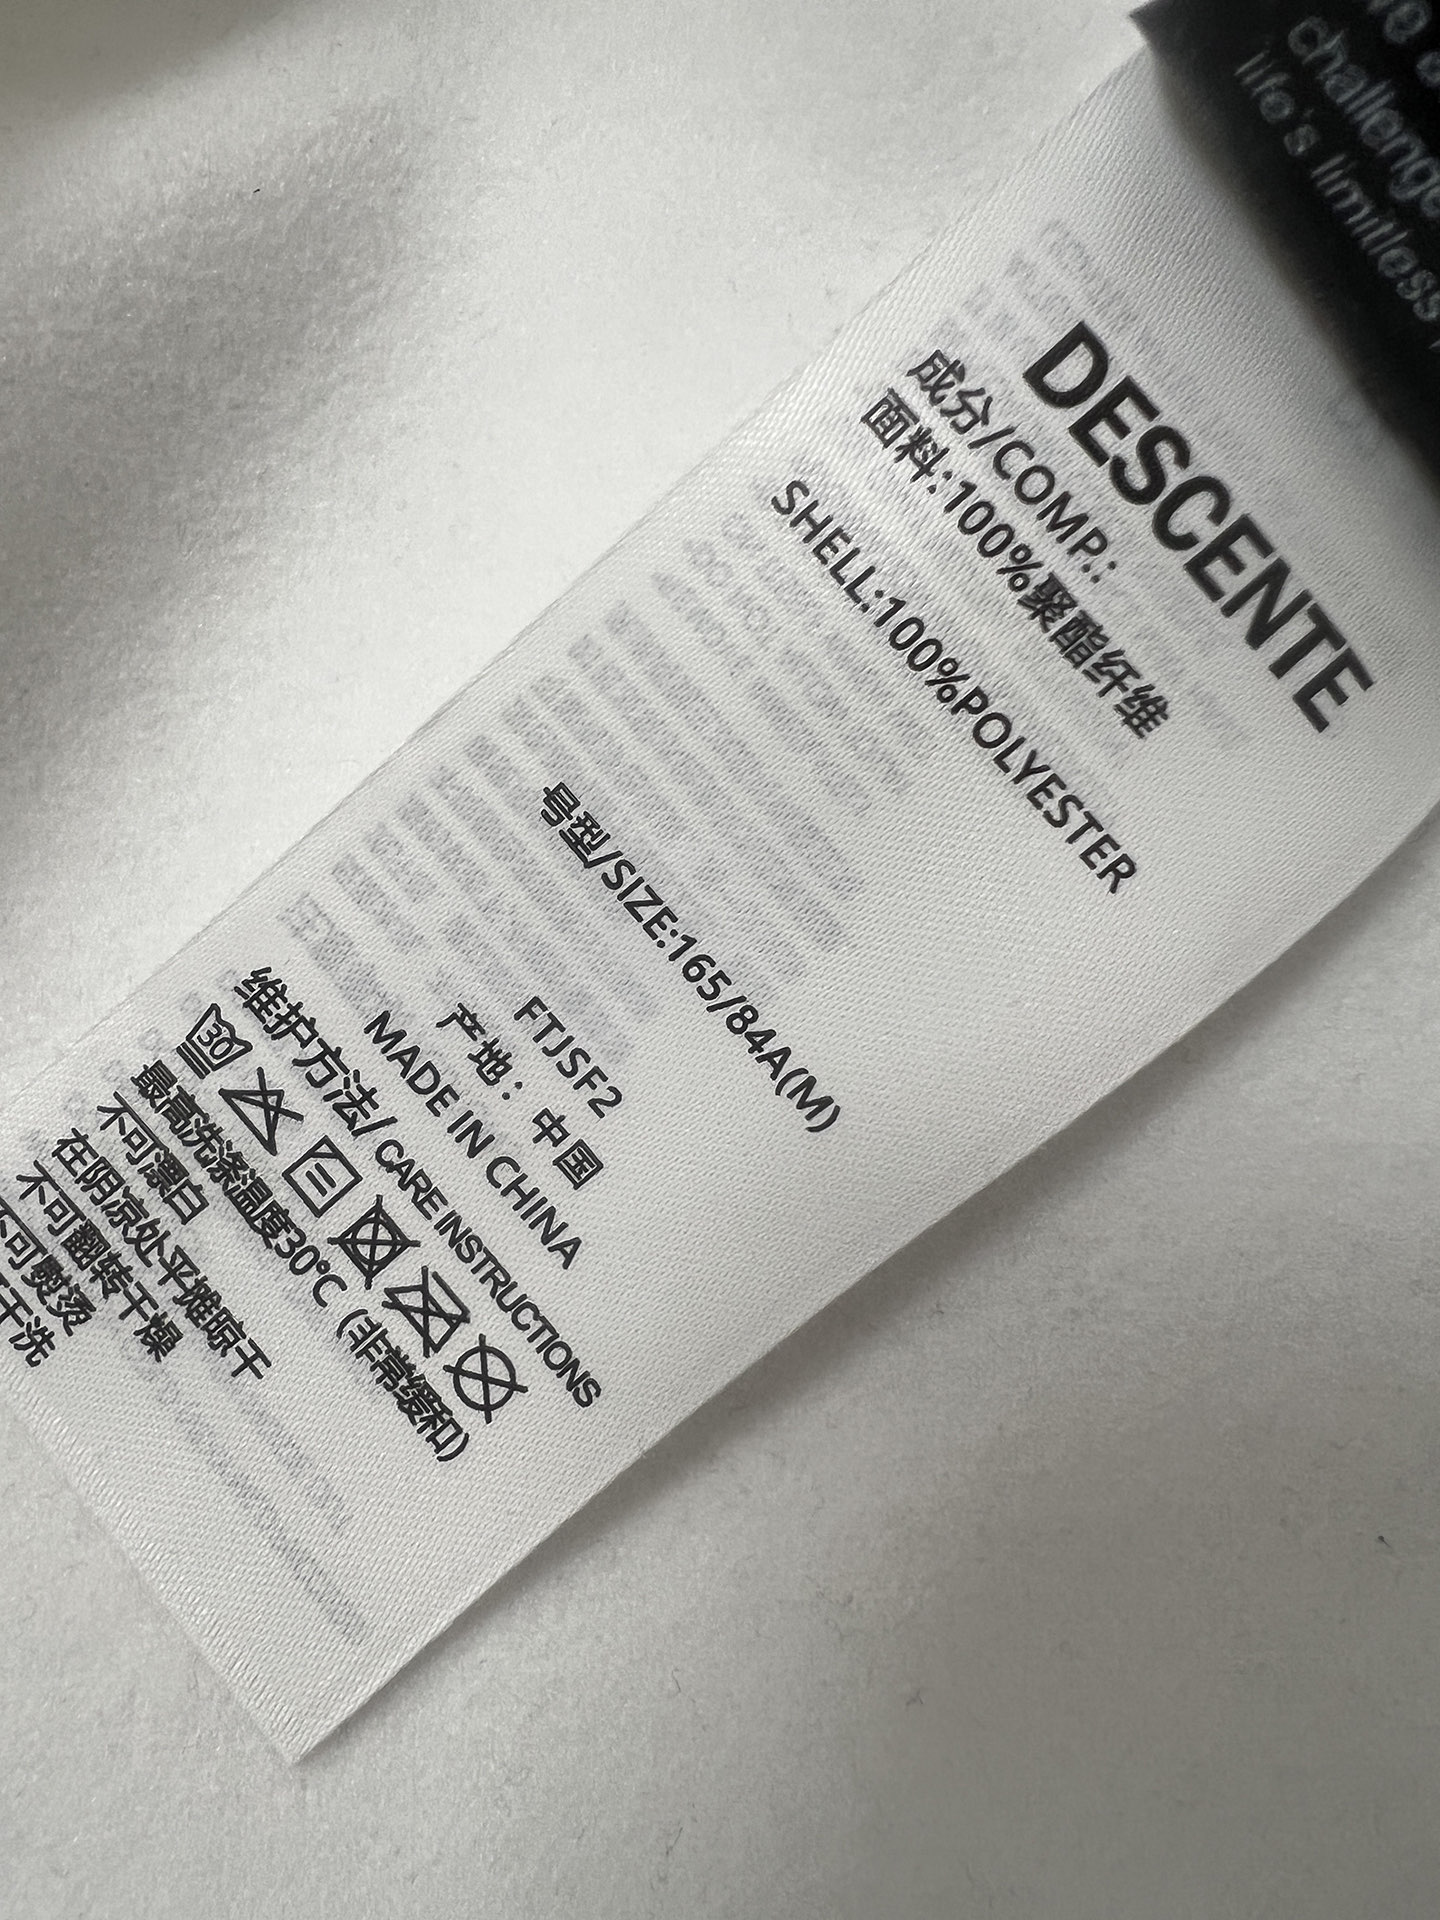 challenge
life's limitless
DESCENTE
成分/COMP.:
面料:100%聚酯纤维
SHELL:100%POLYESTER
号型/SIZE:165/84A(M)
FTJSF2
产地：中国
MADE IN CHINA
维护方法/ CARE INSTRUCTIONS
30
最高洗涤温度30℃ (非常缓和)
不可漂白
在阴凉处平摊晾干
不可翻转干燥
不可熨烫
干洗